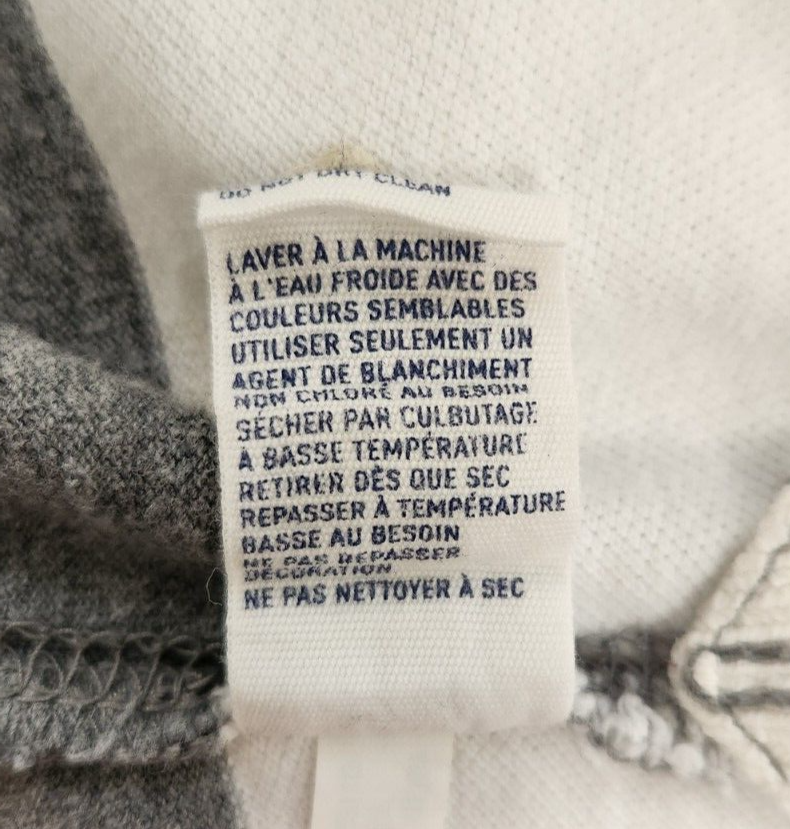 DO NOT DRY CLEAN
LAVER À LA MACHINE
À L'EAU FROIDE AVEC DES
COULEURS SEMBLABLES
UTILISER SEULEMENT UN
AGENT DE BLANCHIMENT
NON CHLORÉ AU BESOIN
SÉCHER PAR CULBUTAGE
À BASSE TEMPÉRATURE
RETIRER DÈS QUE SEC
REPASSER À TEMPÉRATURE
BASSE AU BESOIN
NE PAS REPASSER
DÉCORATION
NE PAS NETTOYER À SEC